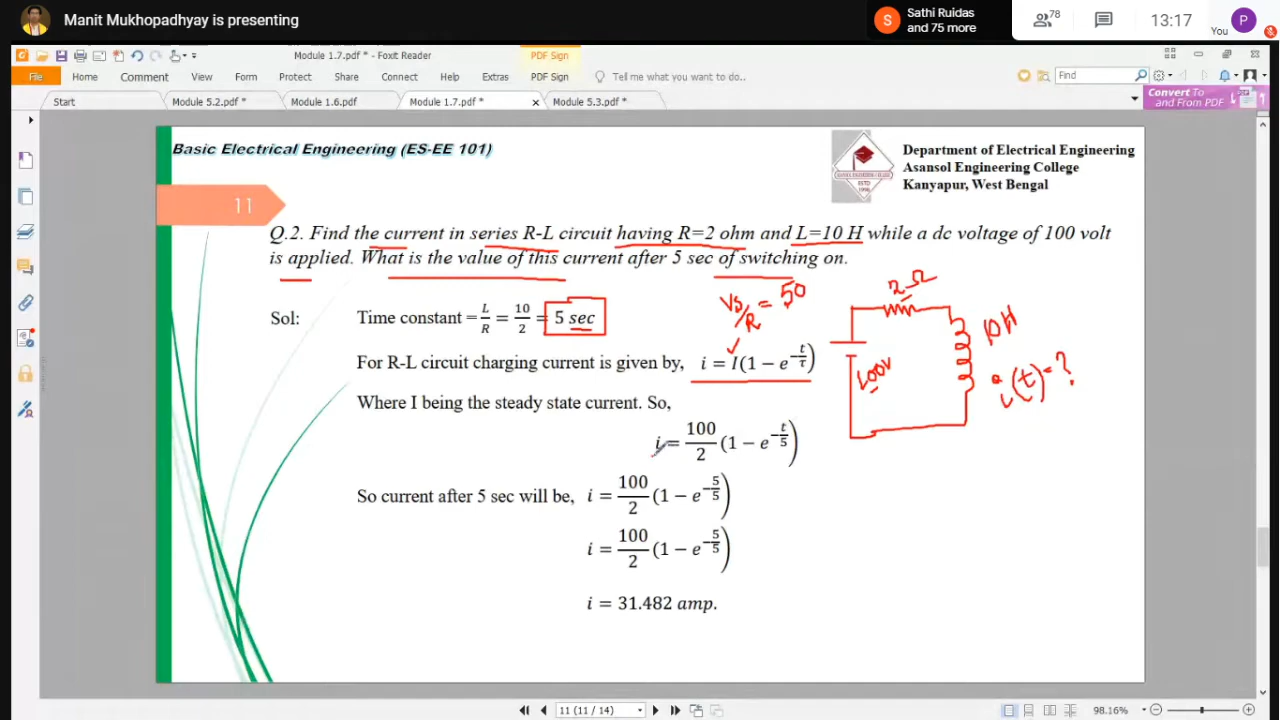 Manit Mukhopadhyay is presenting
S
Sathi Ruidas
and 75 more
78
13:17
You
P
Module 1.7.pdf * - Foxit Reader
PDF Sign
File
Home
Comment
View
Form
Protect
Share
Connect
Help
Extras
PDF Sign
Tell me what you want to do..
Find
Start
Module 5.2.pdf *
Module 1.6.pdf
Module 1.7.pdf *
Module 5.3.pdf *
Convert To
and From PDF
Basic Electrical Engineering (ES-EE 101)
Department of Electrical Engineering
Asansol Engineering College
Kanyapur, West Bengal
11
Q.2. Find the current in series R-L circuit having R=2 ohm and L=10 H while a dc voltage of 100 volt
is applied. What is the value of this current after 5 sec of switching on.
2Ω
Vs/R = 50
Sol:
Time constant = L/R = 10/2 = 5 sec
10H
For R-L circuit charging current is given by, i = I(1 − e^(−t/τ))
100V
i(t)=?
Where I being the steady state current. So,
i = 100/2 (1 − e^(−t/5))
So current after 5 sec will be, i = 100/2 (1 − e^(−5/5))
i = 100/2 (1 − e^(−5/5))
i = 31.482 amp.
11 (11 / 14)
98.16%